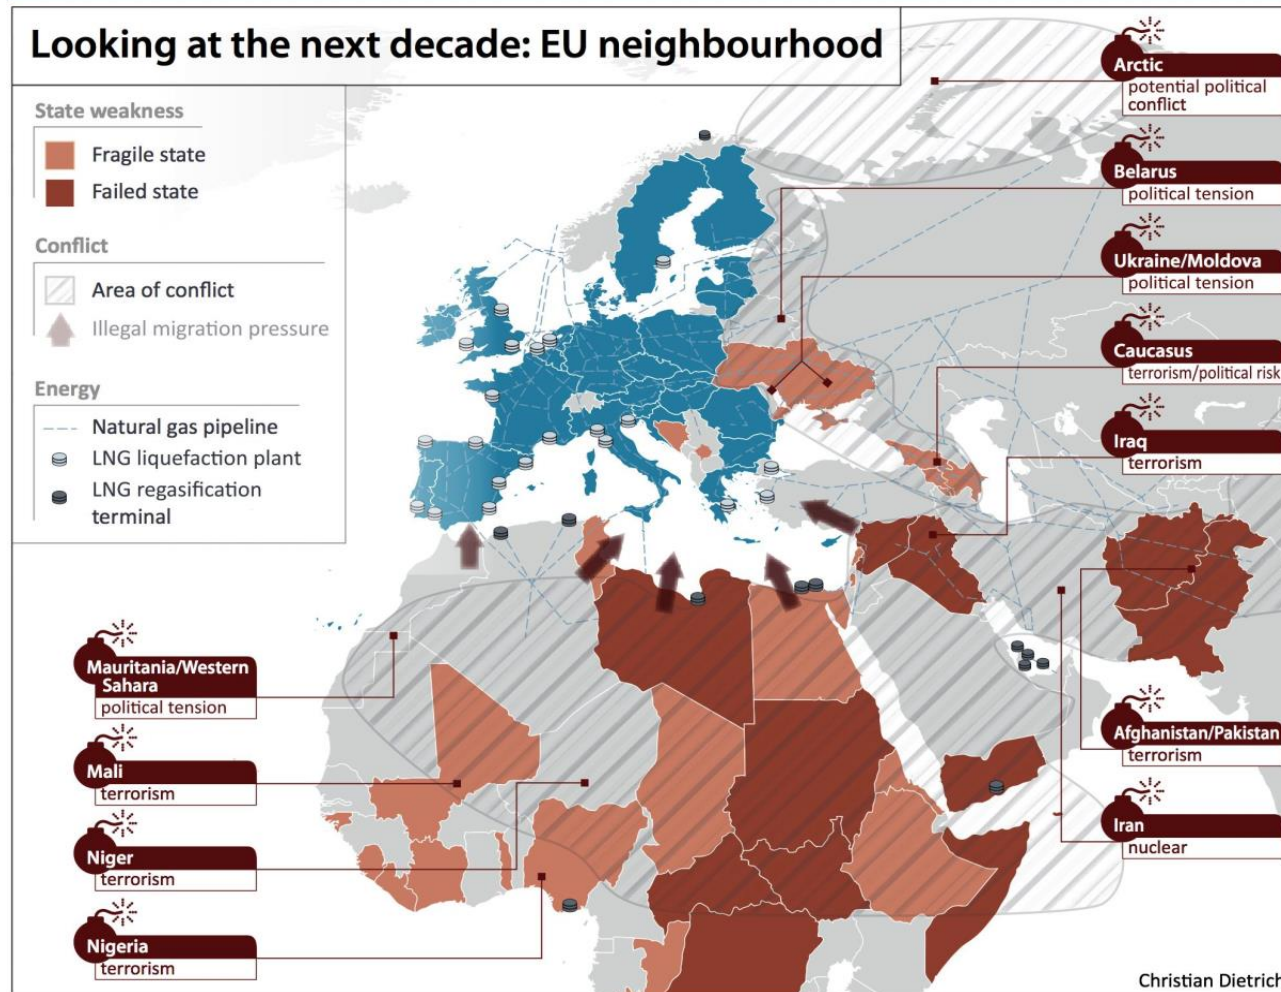 Looking at the next decade: EU neighbourhood
State weakness
Fragile state
Failed state
Conflict
Area of conflict
Illegal migration pressure
Energy
Natural gas pipeline
LNG liquefaction plant
LNG regasification
terminal
Arctic
potential political
conflict
Belarus
political tension
Ukraine/Moldova
political tension
Caucasus
terrorism/political risk
Iraq
terrorism
Afghanistan/Pakistan
terrorism
Iran
nuclear
Mauritania/Western
Sahara
political tension
Mali
terrorism
Niger
terrorism
Nigeria
terrorism
Christian Dietrich